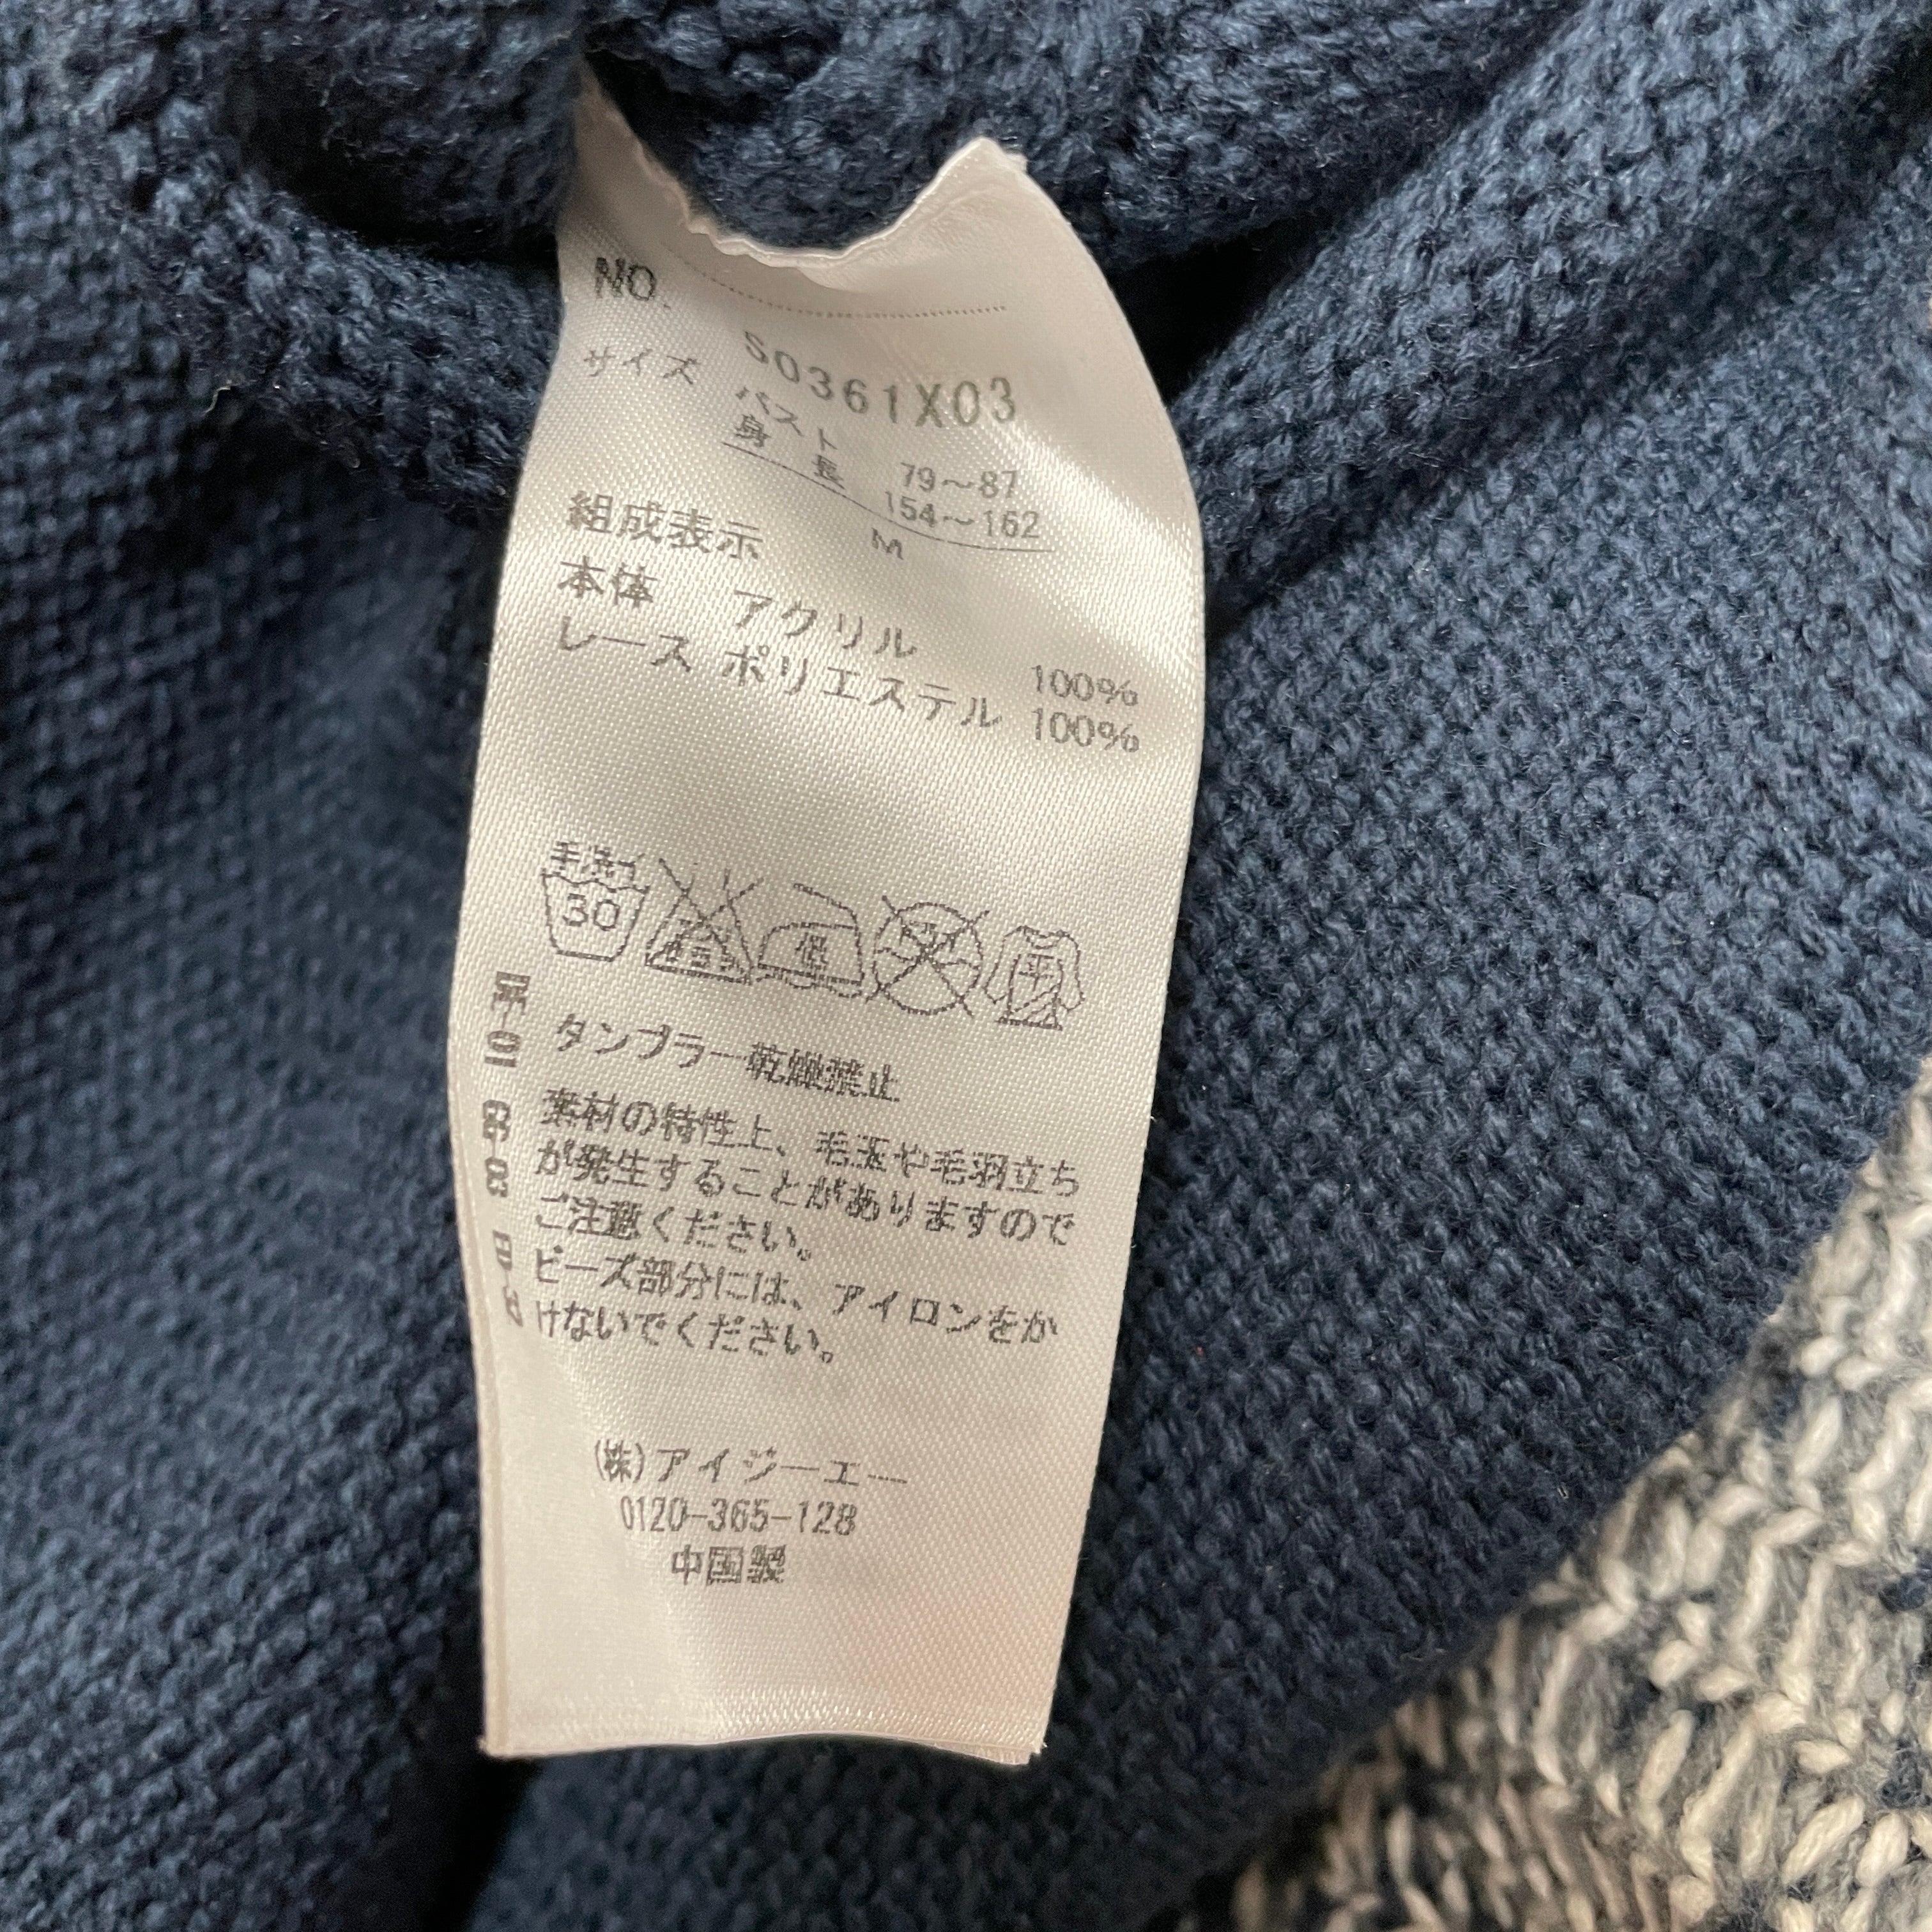 NO.
S0361X03
サイズ バスト 79～87
身長 154～162
M
組成表示
本体 アクリル 100%
レース ポリエステル 100%
手洗イ
30
低
平
タンブラー乾燥禁止
素材の特性上、毛玉や毛羽立ち
が発生することがありますので
ご注意ください。
ビーズ部分には、アイロンをか
けないでください。
(株)アイジーエー
0120-365-128
中国製